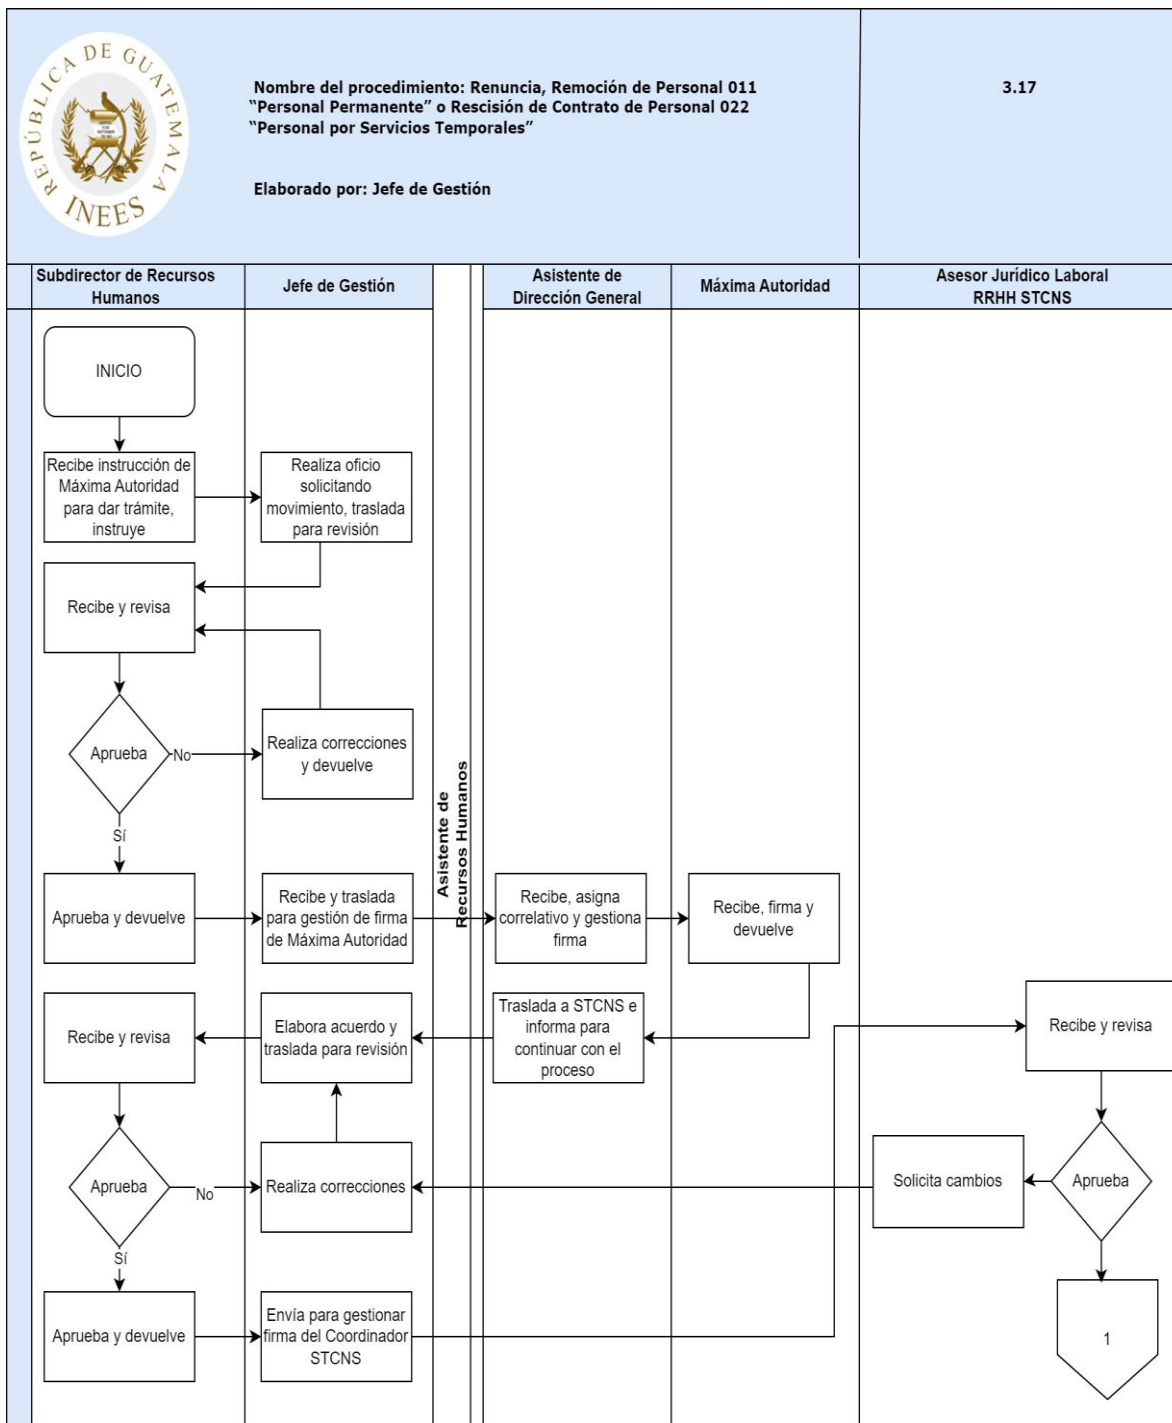 REPÚBLICA DE GUATEMALA
INEES
Nombre del procedimiento: Renuncia, Remoción de Personal 011
“Personal Permanente” o Rescisión de Contrato de Personal 022
“Personal por Servicios Temporales”
Elaborado por: Jefe de Gestión
3.17
Subdirector de Recursos
Humanos
Jefe de Gestión
Asistente de
Recursos Humanos
Asistente de
Dirección General
Máxima Autoridad
Asesor Jurídico Laboral
RRHH STCNS
INICIO
Recibe instrucción de
Máxima Autoridad
para dar trámite,
instruye
Realiza oficio
solicitando
movimiento, traslada
para revisión
Recibe y revisa
Aprueba
No
Realiza correcciones
y devuelve
Sí
Aprueba y devuelve
Recibe y traslada
para gestión de firma
de Máxima Autoridad
Recibe, asigna
correlativo y gestiona
firma
Recibe, firma y
devuelve
Traslada a STCNS e
informa para
continuar con el
proceso
Elabora acuerdo y
traslada para revisión
Recibe y revisa
Aprueba
No
Realiza correcciones
Sí
Aprueba y devuelve
Envía para gestionar
firma del Coordinador
STCNS
Recibe y revisa
Aprueba
Solicita cambios
1